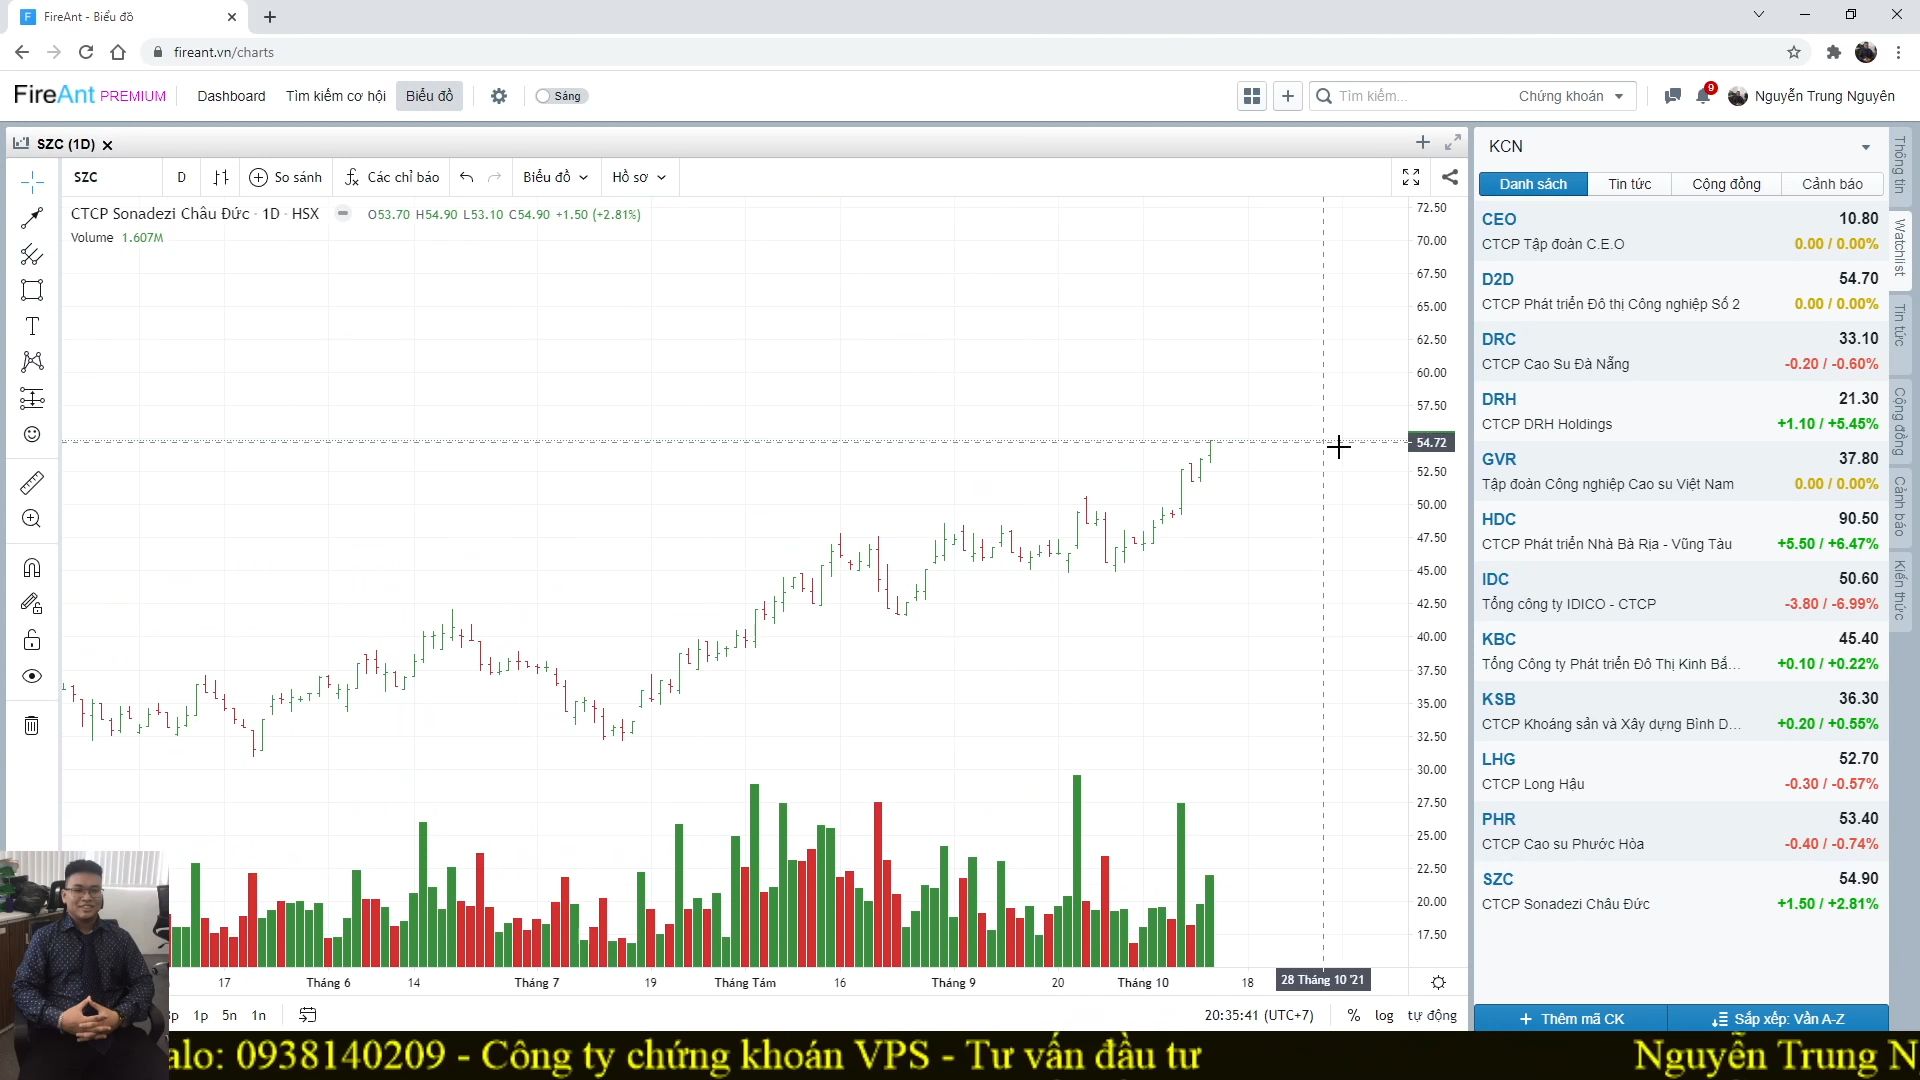 FireAnt - Biểu đồ
fireant.vn/charts
FireAnt PREMIUM
Dashboard
Tìm kiếm cơ hội
Biểu đồ
Sáng
Tìm kiếm...
Chứng khoán
9
Nguyễn Trung Nguyên
SZC (1D)
SZC
D
So sánh
Các chỉ báo
Biểu đồ
Hồ sơ
CTCP Sonadezi Châu Đức · 1D · HSX
O53.70 H54.90 L53.10 C54.90 +1.50 (+2.81%)
Volume 1.607M
72.50
70.00
67.50
65.00
62.50
60.00
57.50
54.72
52.50
50.00
47.50
45.00
42.50
40.00
37.50
35.00
32.50
30.00
27.50
25.00
22.50
20.00
17.50
17
Tháng 6
14
Tháng 7
19
Tháng Tám
16
Tháng 9
20
Tháng 10
18
28 Tháng 10 '21
1p
5n
1n
20:35:41 (UTC+7)
%
log
tự động
KCN
Danh sách
Tin tức
Cộng đồng
Cảnh báo
CEO 10.80
CTCP Tập đoàn C.E.O 0.00 / 0.00%
D2D 54.70
CTCP Phát triển Đô thị Công nghiệp Số 2 0.00 / 0.00%
DRC 33.10
CTCP Cao Su Đà Nẵng -0.20 / -0.60%
DRH 21.30
CTCP DRH Holdings +1.10 / +5.45%
GVR 37.80
Tập đoàn Công nghiệp Cao su Việt Nam 0.00 / 0.00%
HDC 90.50
CTCP Phát triển Nhà Bà Rịa - Vũng Tàu +5.50 / +6.47%
IDC 50.60
Tổng công ty IDICO - CTCP -3.80 / -6.99%
KBC 45.40
Tổng Công ty Phát triển Đô Thị Kinh Bắ... +0.10 / +0.22%
KSB 36.30
CTCP Khoáng sản và Xây dựng Bình D... +0.20 / +0.55%
LHG 52.70
CTCP Long Hậu -0.30 / -0.57%
PHR 53.40
CTCP Cao su Phước Hòa -0.40 / -0.74%
SZC 54.90
CTCP Sonadezi Châu Đức +1.50 / +2.81%
Thêm mã CK
Sắp xếp: Vần A-Z
Thông tin
Watchlist
Tin tức
Cộng đồng
Cảnh báo
Kiến thức
alo: 0938140209 - Công ty chứng khoán VPS - Tư vấn đầu tư
Nguyễn Trung N